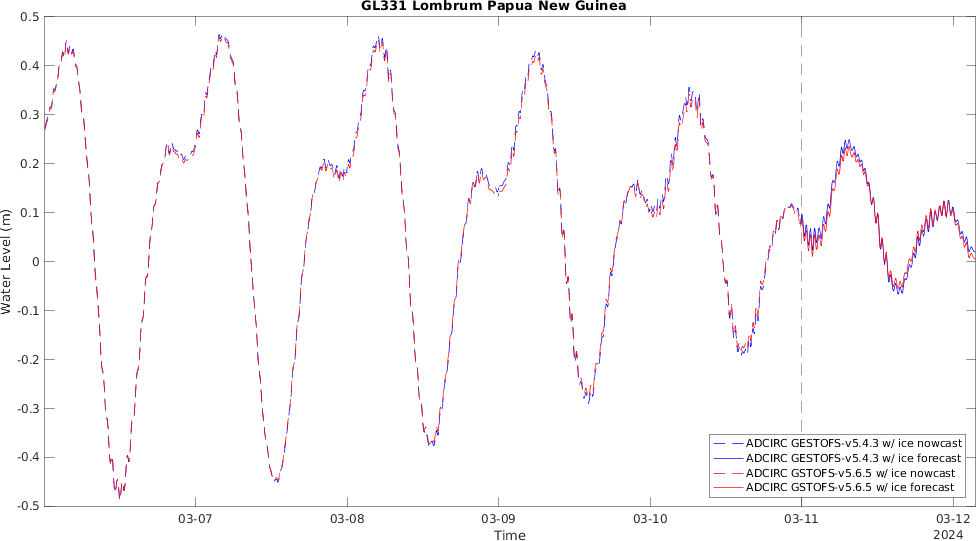 GL331 Lombrum Papua New Guinea
Water Level (m)
0.5
0.4
0.3
0.2
0.1
0
-0.1
-0.2
-0.3
-0.4
-0.5
03-07
03-08
03-09
03-10
03-11
03-12
2024
Time
ADCIRC GESTOFS-v5.4.3 w/ ice nowcast
ADCIRC GESTOFS-v5.4.3 w/ ice forecast
ADCIRC GSTOFS-v5.6.5 w/ ice nowcast
ADCIRC GSTOFS-v5.6.5 w/ ice forecast